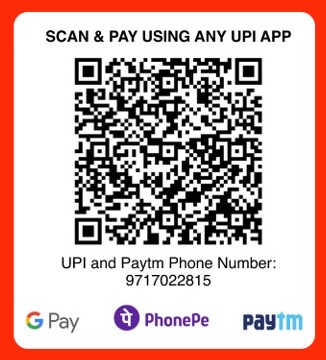 SCAN & PAY USING ANY UPI APP
UPI and Paytm Phone Number:
9717022815
G Pay पे PhonePe paytm